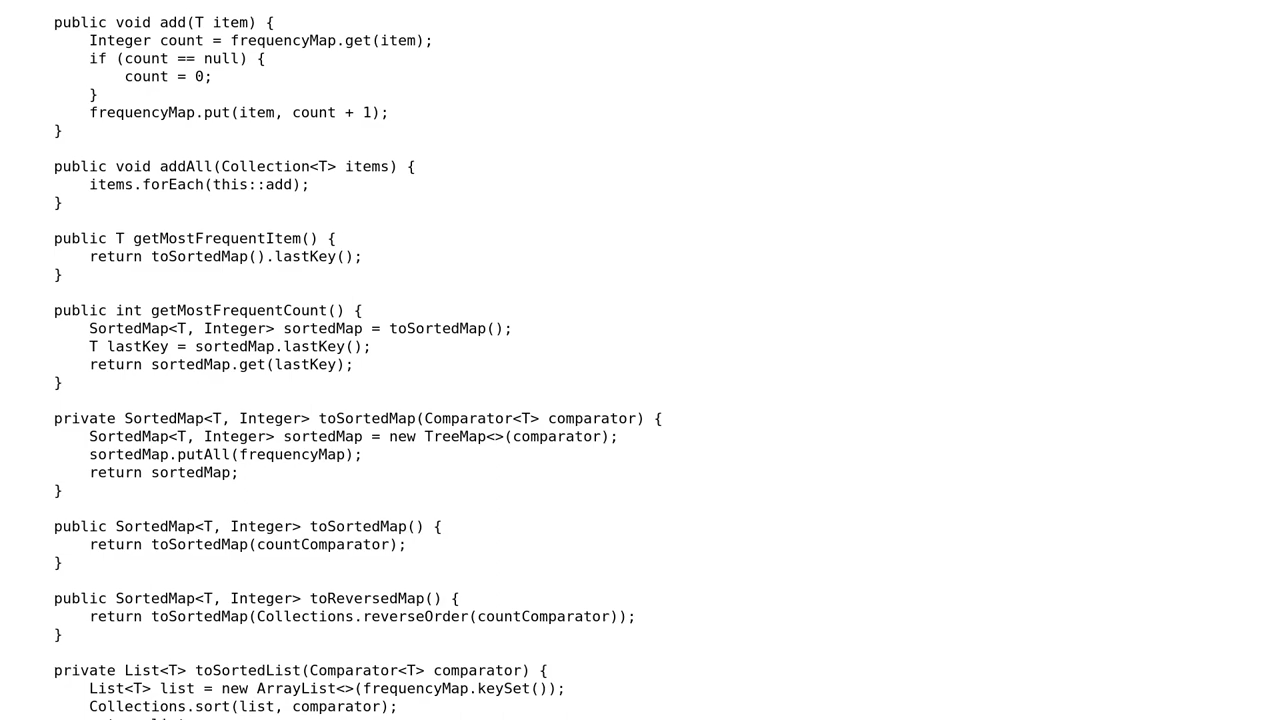 public void add(T item) {
Integer count = frequencyMap.get(item);
if (count == null) {
count = 0;
}
frequencyMap.put(item, count + 1);
}
public void addAll(Collection<T> items) {
items.forEach(this::add);
}
public T getMostFrequentItem() {
return toSortedMap().lastKey();
}
public int getMostFrequentCount() {
SortedMap<T, Integer> sortedMap = toSortedMap();
T lastKey = sortedMap.lastKey();
return sortedMap.get(lastKey);
}
private SortedMap<T, Integer> toSortedMap(Comparator<T> comparator) {
SortedMap<T, Integer> sortedMap = new TreeMap<>(comparator);
sortedMap.putAll(frequencyMap);
return sortedMap;
}
public SortedMap<T, Integer> toSortedMap() {
return toSortedMap(countComparator);
}
public SortedMap<T, Integer> toReversedMap() {
return toSortedMap(Collections.reverseOrder(countComparator));
}
private List<T> toSortedList(Comparator<T> comparator) {
List<T> list = new ArrayList<>(frequencyMap.keySet());
Collections.sort(list, comparator);